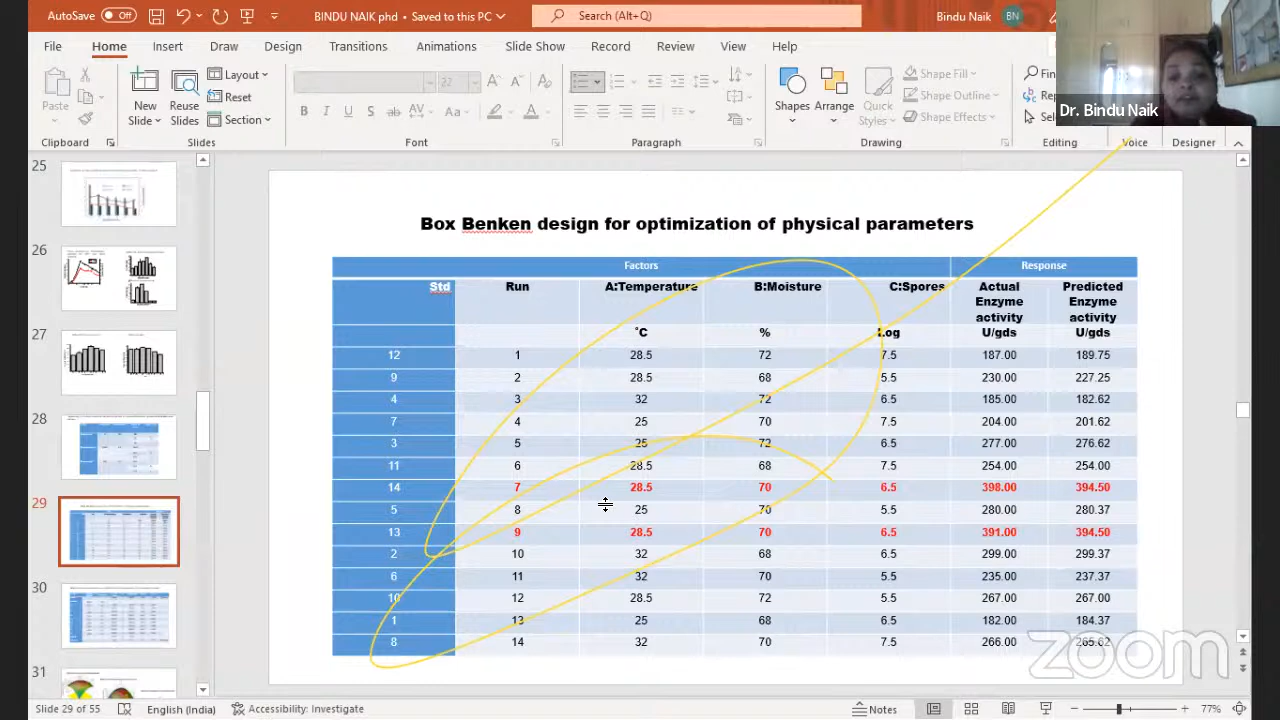 AutoSave Off BINDU NAIK phd • Saved to this PC Search (Alt+Q) Bindu Naik BN
File Home Insert Draw Design Transitions Animations Slide Show Record Review View Help
Paste New Slide Reuse Slides Layout Reset Section 32 Shapes Arrange Quick Styles Shape Fill Shape Outline Shape Effects
Dr. Bindu Naik
Clipboard Slides Font Paragraph Drawing Editing Voice Designer
25
26
27
28
29
30
31
Box Benken design for optimization of physical parameters
Factors Response
Std Run A:Temperature B:Moisture C:Spores Actual Enzyme activity Predicted Enzyme activity
˚C % Log U/gds U/gds
12 1 28.5 72 7.5 187.00 189.75
9 2 28.5 68 5.5 230.00 227.25
4 3 32 72 6.5 185.00 182.62
7 4 25 70 7.5 204.00 201.62
3 5 25 72 6.5 277.00 276.62
11 6 28.5 68 7.5 254.00 254.00
14 7 28.5 70 6.5 398.00 394.50
5 8 25 70 5.5 280.00 280.37
13 9 28.5 70 6.5 391.00 394.50
2 10 32 68 6.5 299.00 299.37
6 11 32 70 5.5 235.00 237.37
10 12 28.5 72 5.5 267.00 267.00
1 13 25 68 6.5 182.00 184.37
8 14 32 70 7.5 266.00 265.62
zoom
Slide 29 of 55 English (India) Accessibility: Investigate Notes 77%